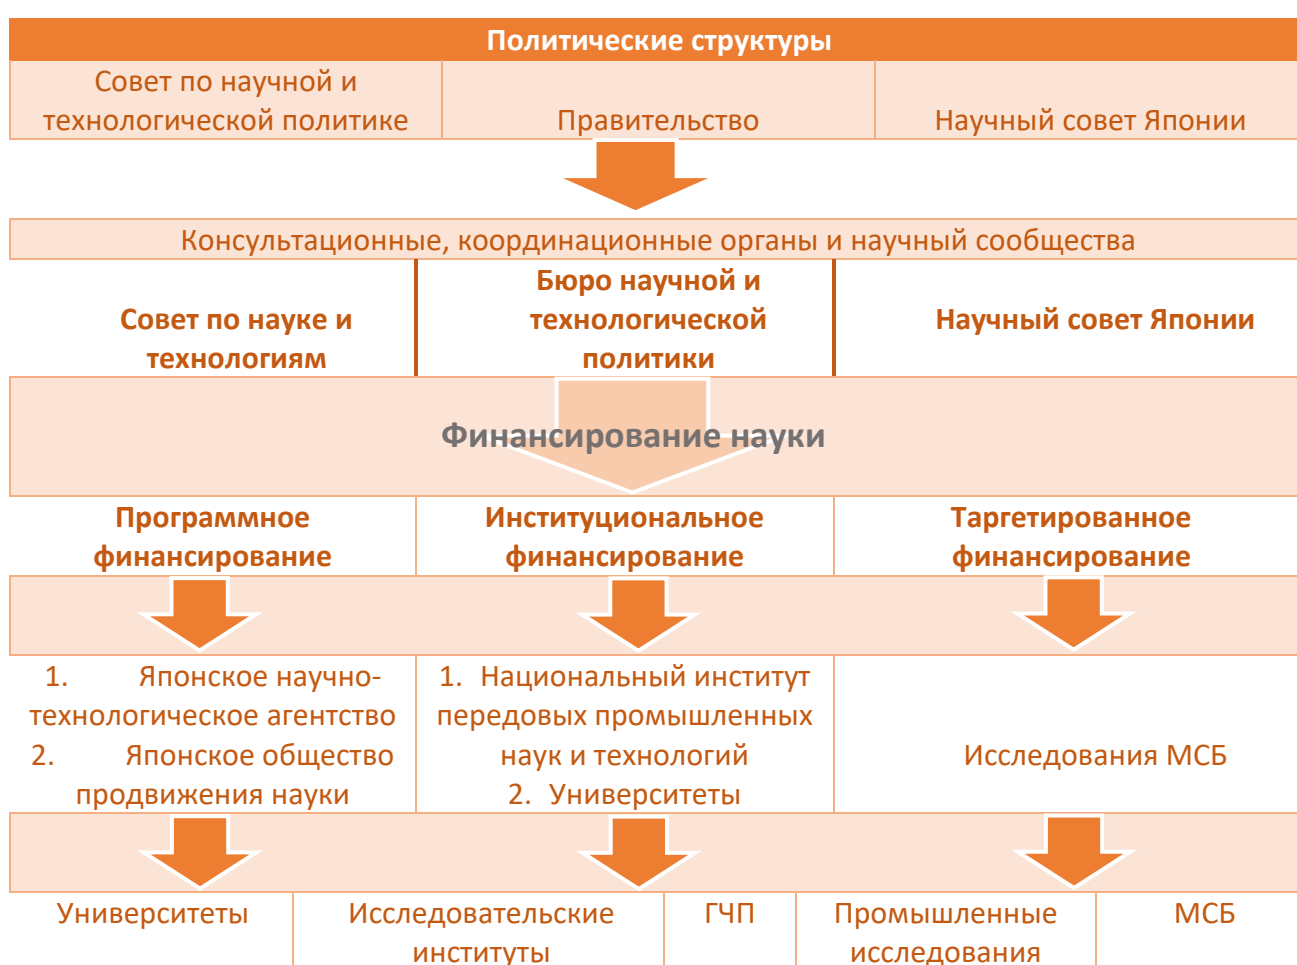 Политические структуры
Совет по научной и
технологической политике
Правительство
Научный совет Японии
Консультационные, координационные органы и научный сообщества
Совет по науке и
технологиям
Бюро научной и
технологической
политики
Научный совет Японии
Финансирование науки
Программное
финансирование
Институциональное
финансирование
Таргетированное
финансирование
1. Японское научно-
технологическое агентство
2. Японское общество
продвижения науки
1. Национальный институт
передовых промышленных
наук и технологий
2. Университеты
Исследования МСБ
Университеты
Исследовательские
институты
ГЧП
Промышленные
исследования
МСБ